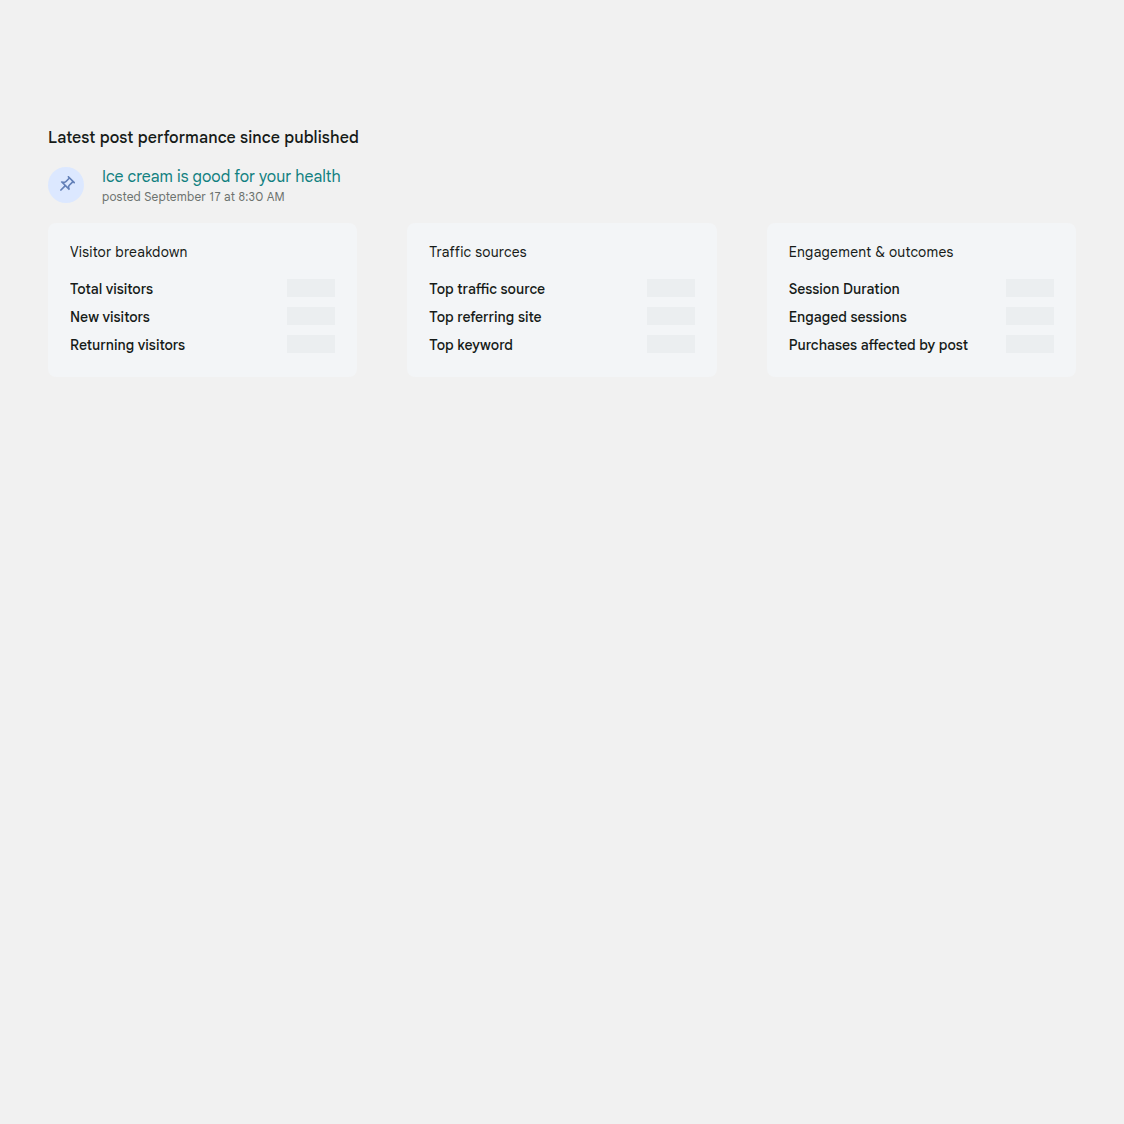 Latest post performance since published
Ice cream is good for your health
posted September 17 at 8:30 AM
Visitor breakdown
Total visitors
New visitors
Returning visitors
Traffic sources
Top traffic source
Top referring site
Top keyword
Engagement & outcomes
Session Duration
Engaged sessions
Purchases affected by post